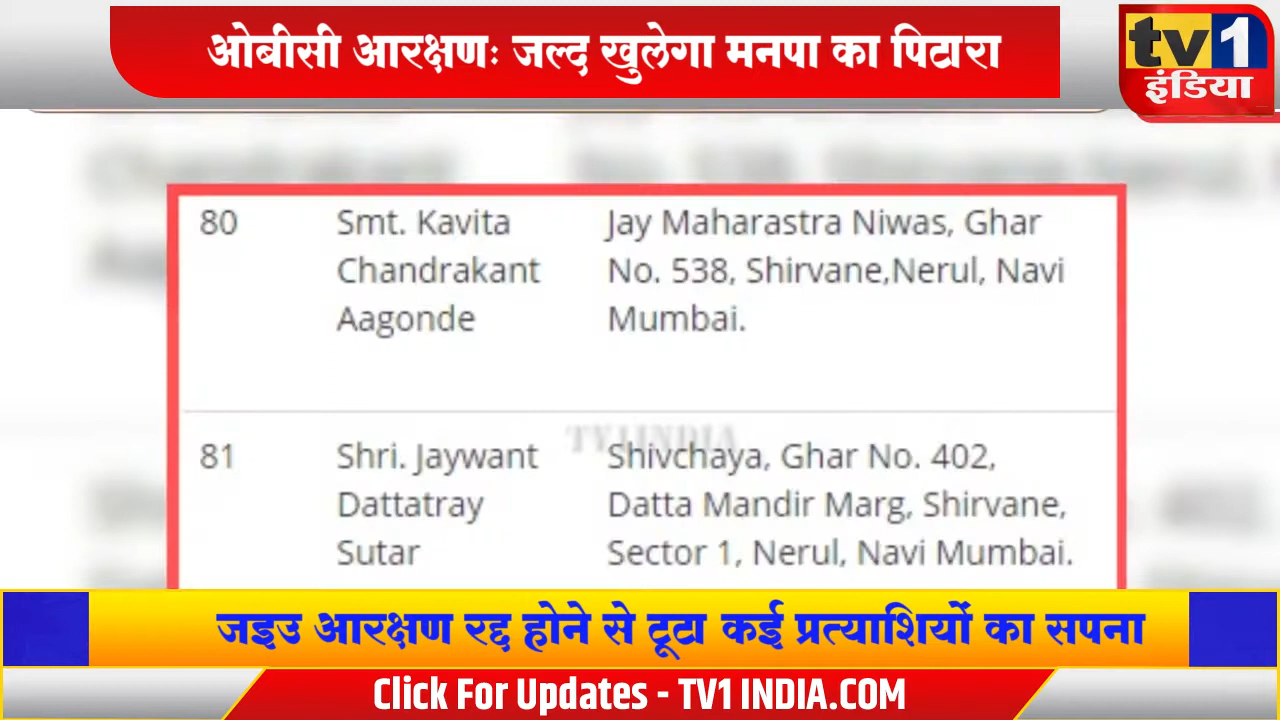 ओबीसी आरक्षणः जल्द खुलेगा मनपा का पिटारा
tv1
इंडिया
80 Smt. Kavita Jay Maharastra Niwas, Ghar
Chandrakant No. 538, Shirvane,Nerul, Navi
Aagonde Mumbai.
TV1INDIA
81 Shri. Jaywant Shivchaya, Ghar No. 402,
Dattatray Datta Mandir Marg, Shirvane,
Sutar Sector 1, Nerul, Navi Mumbai.
जइउ आरक्षण रद्द होने से टूटा कई प्रत्याशियों का सपना
Click For Updates - TV1 INDIA.COM